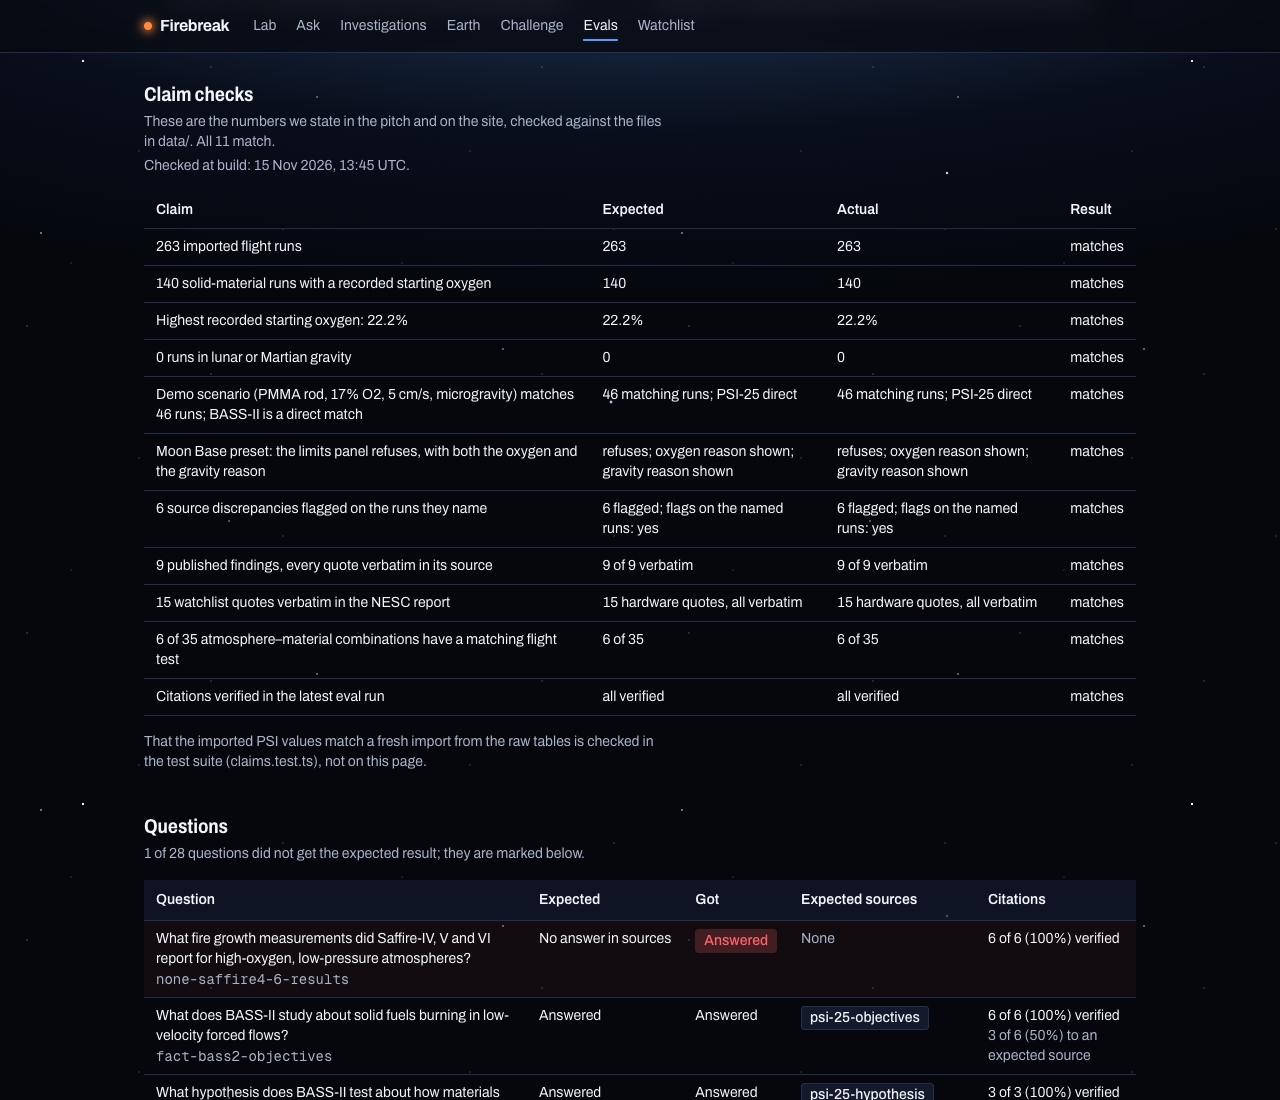 Firebreak Lab Ask Investigations Earth Challenge Evals Watchlist
Claim checks
These are the numbers we state in the pitch and on the site, checked against the files
in data/. All 11 match.
Checked at build: 15 Nov 2026, 13:45 UTC.
Claim Expected Actual Result
263 imported flight runs 263 263 matches
140 solid-material runs with a recorded starting oxygen 140 140 matches
Highest recorded starting oxygen: 22.2% 22.2% 22.2% matches
0 runs in lunar or Martian gravity 0 0 matches
Demo scenario (PMMA rod, 17% O2, 5 cm/s, microgravity) matches 46 matching runs; PSI-25 direct 46 matching runs; PSI-25 direct matches
46 runs; BASS-II is a direct match
Moon Base preset: the limits panel refuses, with both the oxygen and refuses; oxygen reason shown; refuses; oxygen reason shown; matches
the gravity reason gravity reason shown gravity reason shown
6 source discrepancies flagged on the runs they name 6 flagged; flags on the named 6 flagged; flags on the named matches
runs: yes runs: yes
9 published findings, every quote verbatim in its source 9 of 9 verbatim 9 of 9 verbatim matches
15 watchlist quotes verbatim in the NESC report 15 hardware quotes, all verbatim 15 hardware quotes, all verbatim matches
6 of 35 atmosphere–material combinations have a matching flight 6 of 35 6 of 35 matches
test
Citations verified in the latest eval run all verified all verified matches
That the imported PSI values match a fresh import from the raw tables is checked in
the test suite (claims.test.ts), not on this page.
Questions
1 of 28 questions did not get the expected result; they are marked below.
Question Expected Got Expected sources Citations
What fire growth measurements did Saffire-IV, V and VI No answer in sources Answered None 6 of 6 (100%) verified
report for high-oxygen, low-pressure atmospheres?
none-saffire4-6-results
What does BASS-II study about solid fuels burning in low- Answered Answered psi-25-objectives 6 of 6 (100%) verified
velocity forced flows? 3 of 6 (50%) to an
fact-bass2-objectives expected source
What hypothesis does BASS-II test about how materials Answered Answered psi-25-hypothesis 3 of 3 (100%) verified